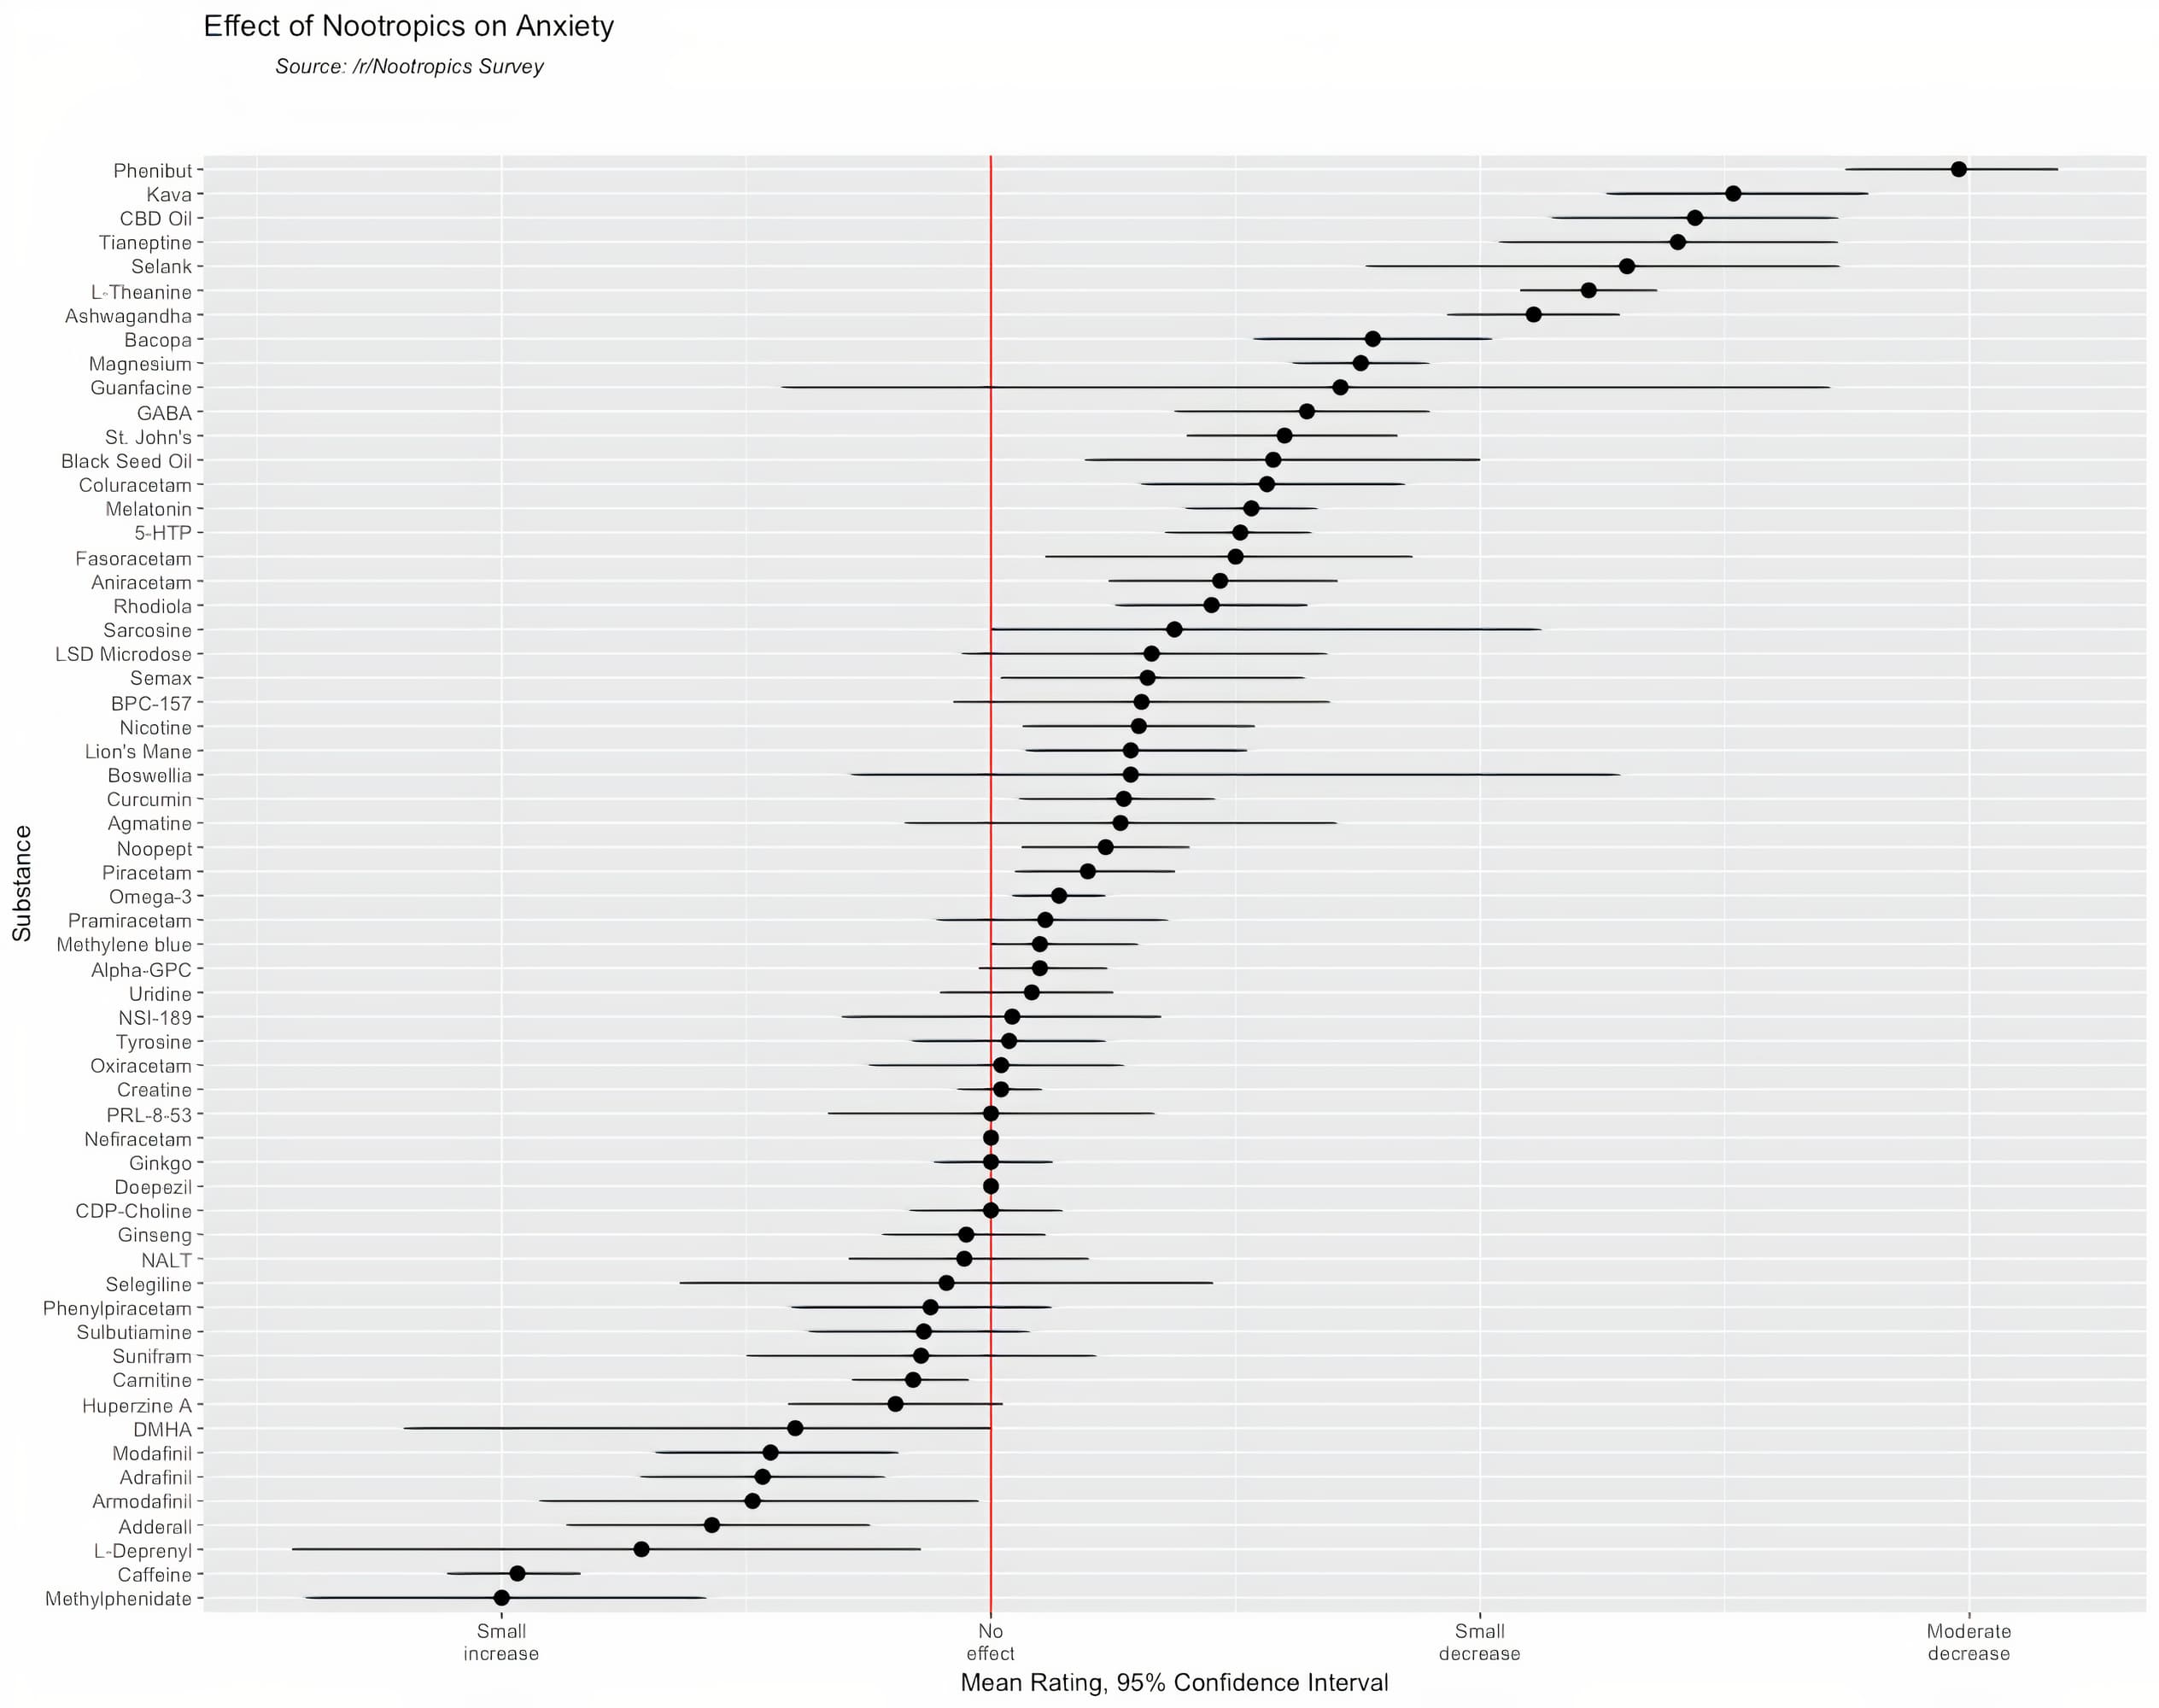 Effect of Nootropics on Anxiety
Source: /r/Nootropics Survey
Substance
Phenibut
Kava
CBD Oil
Tianeptine
Selank
L-Theanine
Ashwagandha
Bacopa
Magnesium
Guanfacine
GABA
St. John's
Black Seed Oil
Coluracetam
Melatonin
5-HTP
Fasoracetam
Aniracetam
Rhodiola
Sarcosine
LSD Microdose
Semax
BPC-157
Nicotine
Lion's Mane
Boswellia
Curcumin
Agmatine
Noopept
Piracetam
Omega-3
Pramiracetam
Methylene blue
Alpha-GPC
Uridine
NSI-189
Tyrosine
Oxiracetam
Creatine
PRL-8-53
Nefiracetam
Ginkgo
Doepezil
CDP-Choline
Ginseng
NALT
Selegiline
Phenylpiracetam
Sulbutiamine
Sunifram
Carnitine
Huperzine A
DMHA
Modafinil
Adrafinil
Armodafinil
Adderall
L-Deprenyl
Caffeine
Methylphenidate
Small
increase
No
effect
Small
decrease
Moderate
decrease
Mean Rating, 95% Confidence Interval